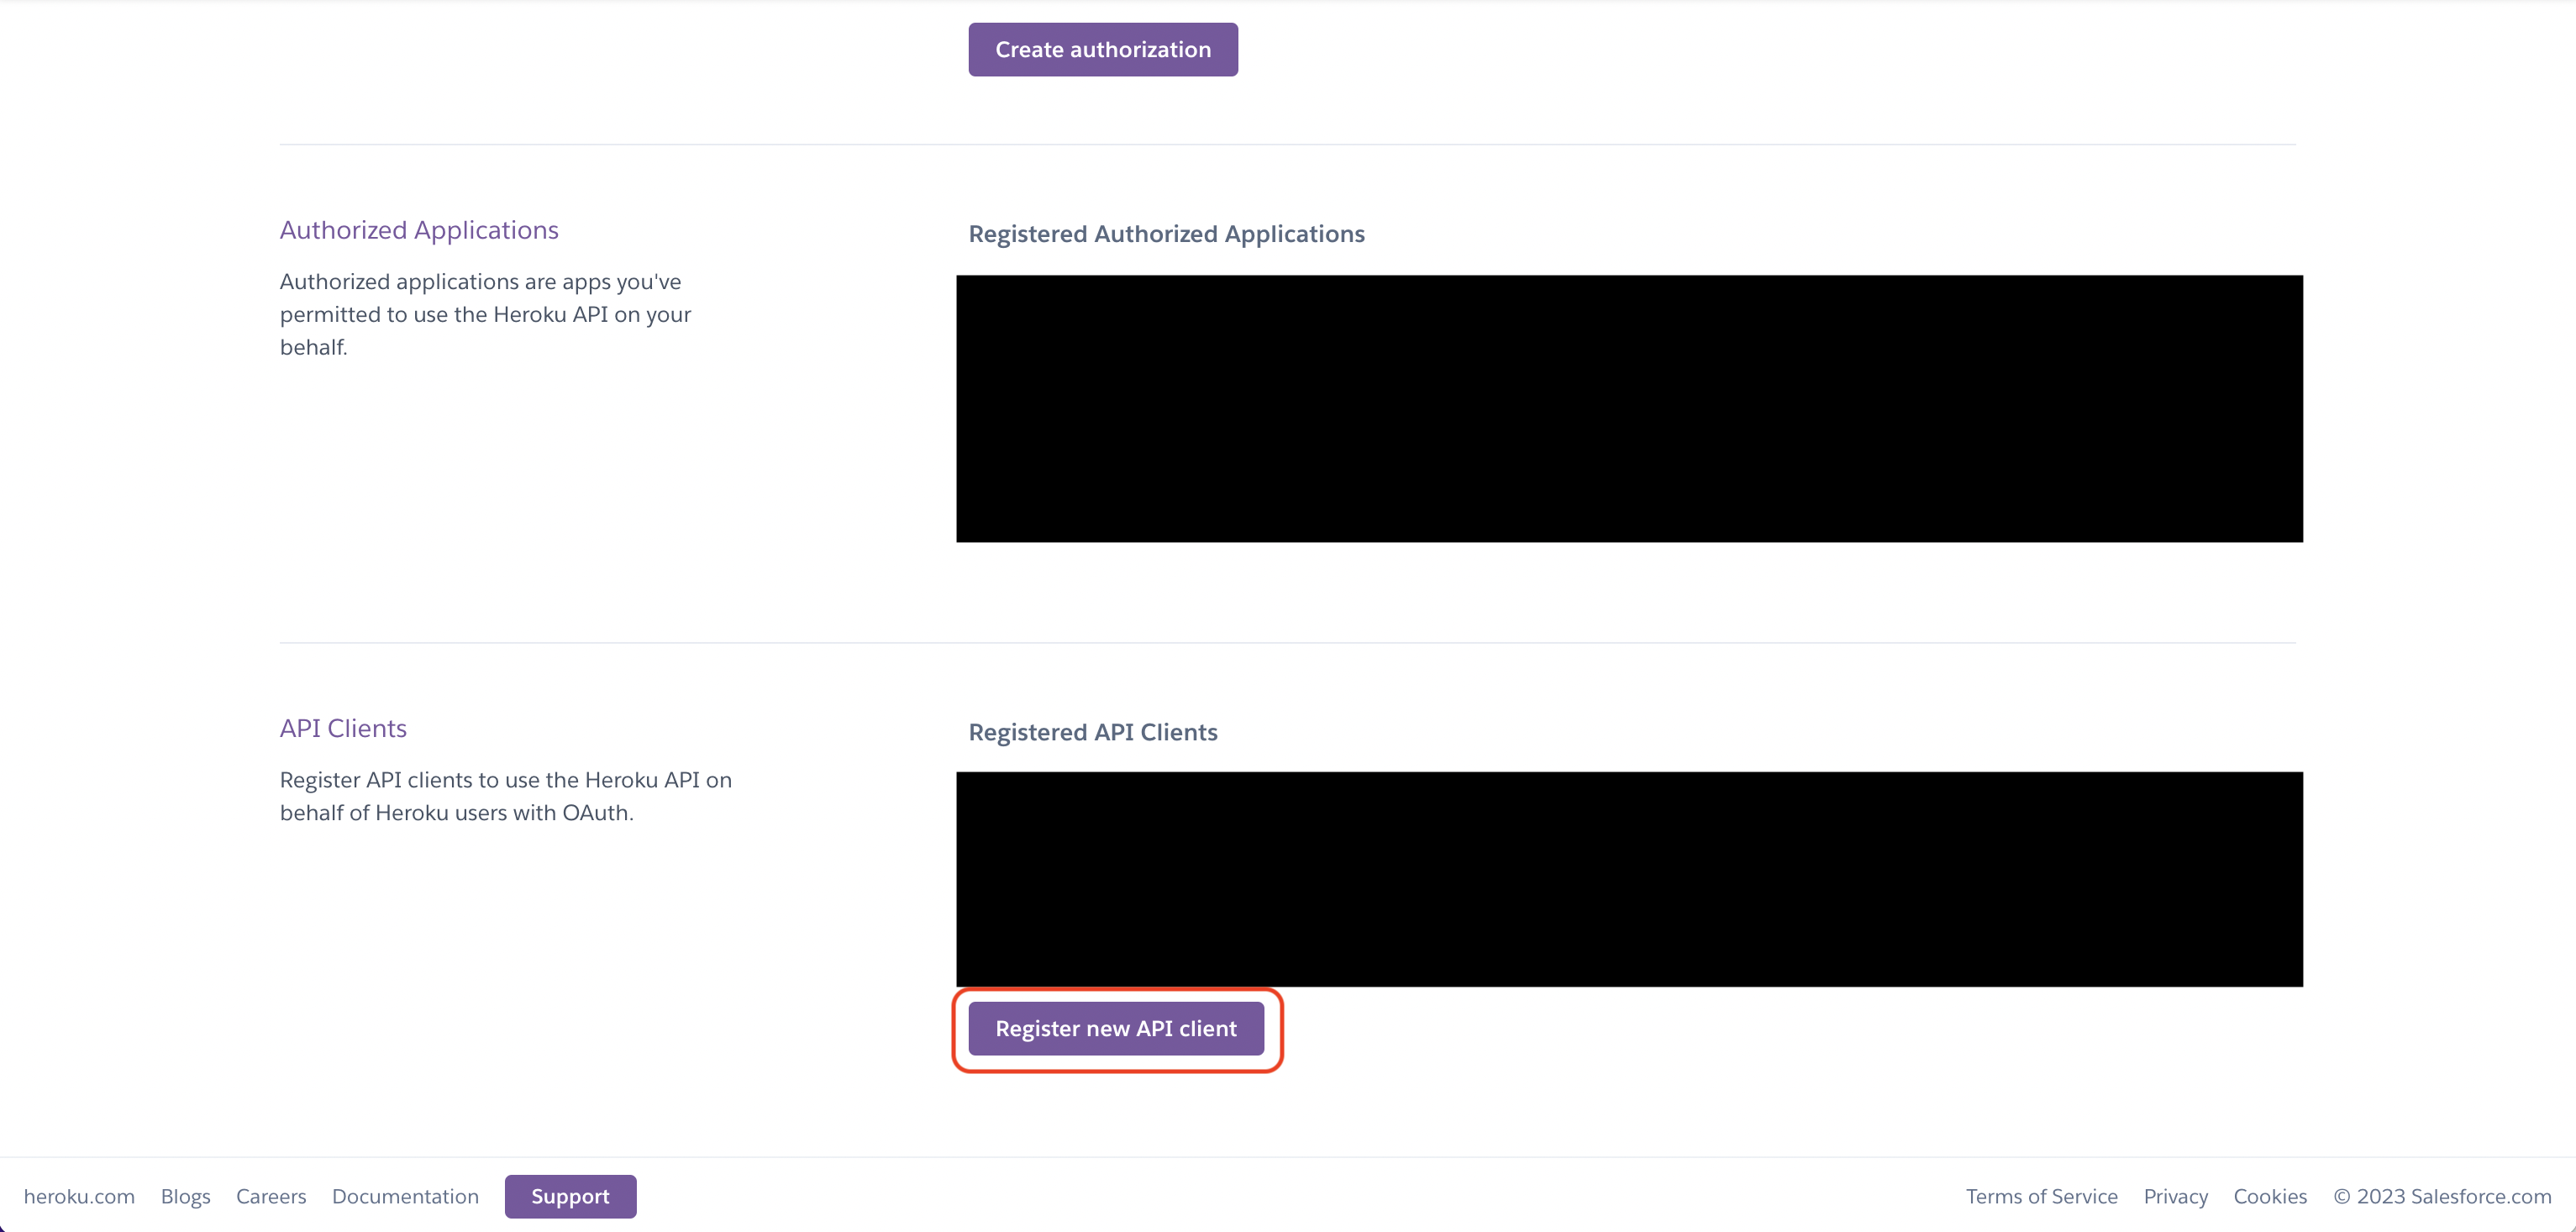 Create authorization
Authorized Applications
Authorized applications are apps you've
permitted to use the Heroku API on your
behalf.
Registered Authorized Applications
API Clients
Register API clients to use the Heroku API on
behalf of Heroku users with OAuth.
Registered API Clients
Register new API client
heroku.com Blogs Careers Documentation Support Terms of Service Privacy Cookies © 2023 Salesforce.com